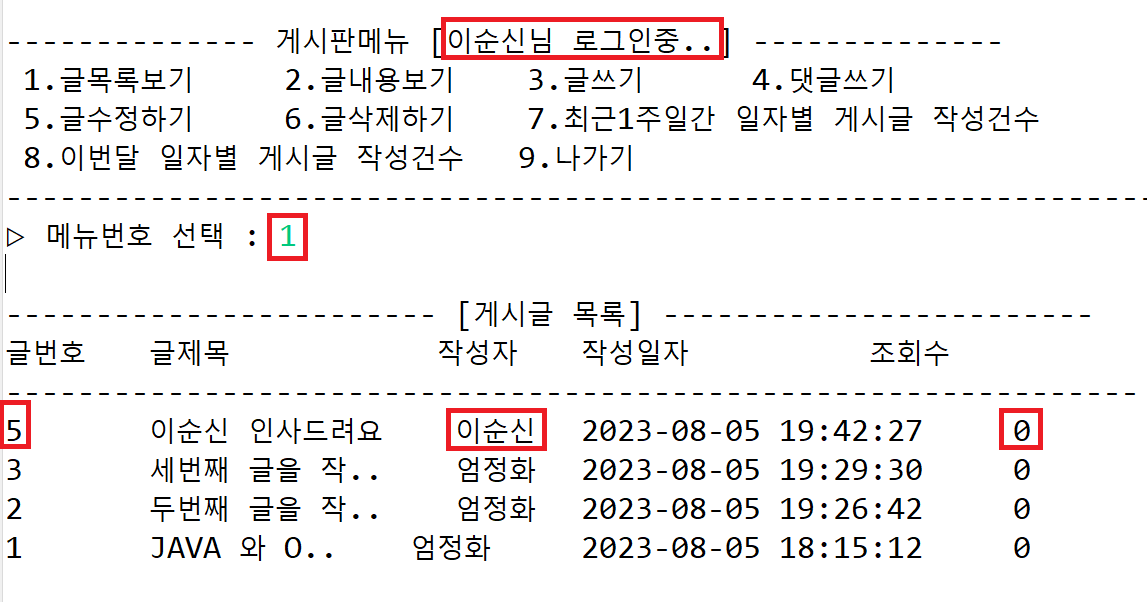 -------------- 게시판메뉴 [이순신님 로그인중..] --------------
1.글목록보기 2.글내용보기 3.글쓰기 4.댓글쓰기
5.글수정하기 6.글삭제하기 7.최근1주일간 일자별 게시글 작성건수
8.이번달 일자별 게시글 작성건수 9.나가기
----------------------------------------------------------------
▷ 메뉴번호 선택 : 1
------------------------ [게시글 목록] ------------------------
글번호 글제목 작성자 작성일자 조회수
----------------------------------------------------------------
5 이순신 인사드려요 이순신 2023-08-05 19:42:27 0
3 세번째 글을 작.. 엄정화 2023-08-05 19:29:30 0
2 두번째 글을 작.. 엄정화 2023-08-05 19:26:42 0
1 JAVA 와 O.. 엄정화 2023-08-05 18:15:12 0